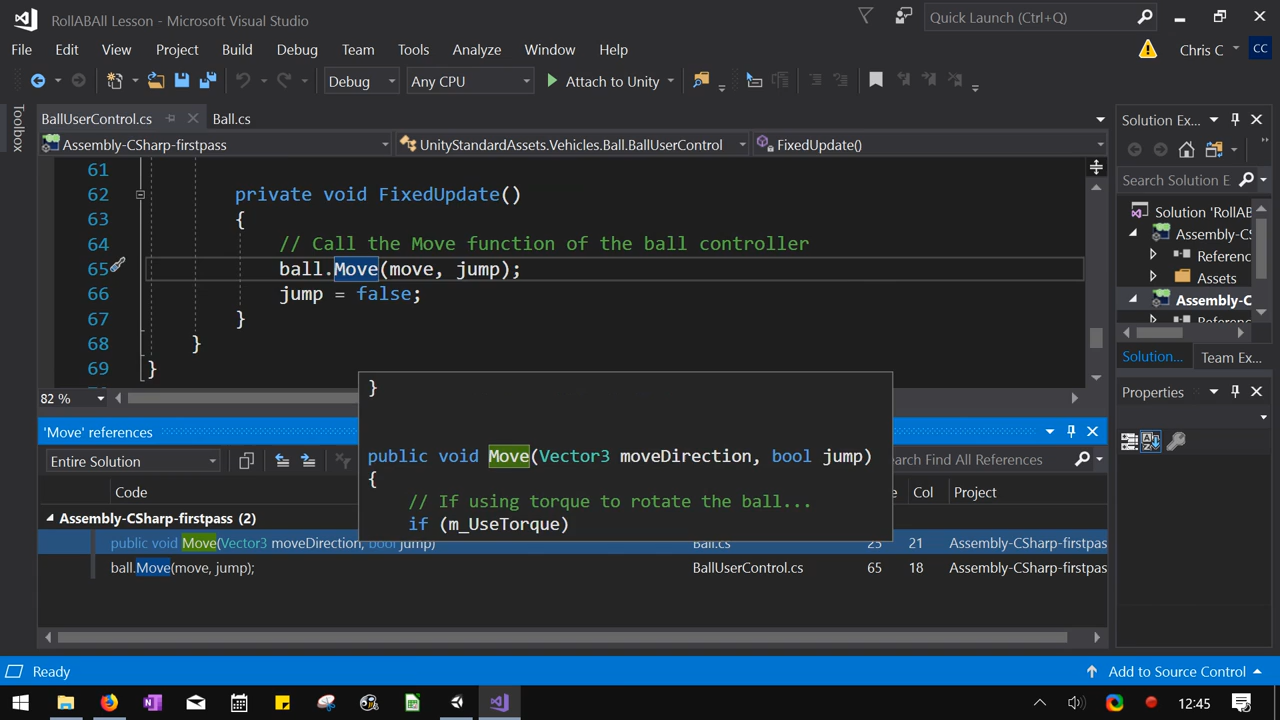 RollABAll Lesson - Microsoft Visual Studio
Quick Launch (Ctrl+Q)
File Edit View Project Build Debug Team Tools Analyze Window Help
Chris C
CC
Debug Any CPU Attach to Unity
Toolbox
BallUserControl.cs Ball.cs
Assembly-CSharp-firstpass UnityStandardAssets.Vehicles.Ball.BallUserControl FixedUpdate()
61
62 private void FixedUpdate()
63 {
64 // Call the Move function of the ball controller
65 ball.Move(move, jump);
66 jump = false;
67 }
68 }
69 }
82 %
Solution Ex...
Search Solution E
Solution 'RollAB
Assembly-CS
Referenc
Assets
Assembly-C
Referenc
Solution... Team Ex...
Properties
'Move' references
Entire Solution
Search Find All References
Code Col Project
}
public void Move(Vector3 moveDirection, bool jump)
{
// If using torque to rotate the ball...
if (m_UseTorque)
Assembly-CSharp-firstpass (2)
public void Move(Vector3 moveDirection, bool jump) Ball.cs 25 21 Assembly-CSharp-firstpas
ball.Move(move, jump); BallUserControl.cs 65 18 Assembly-CSharp-firstpas
Ready
Add to Source Control
12:45